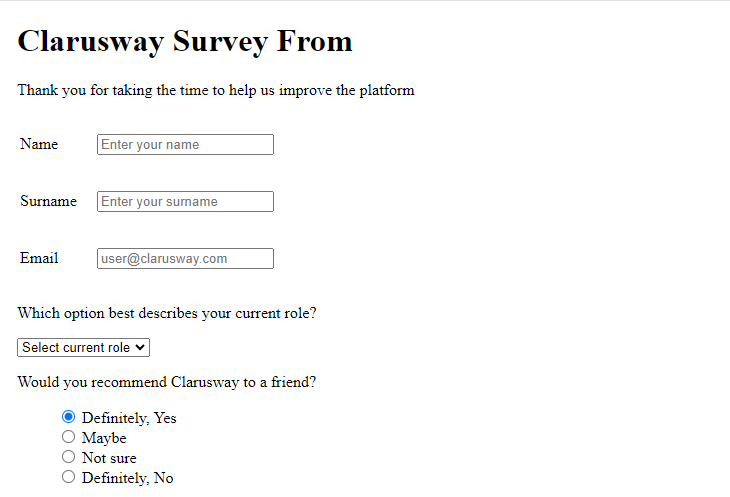 Clarusway Survey From
Thank you for taking the time to help us improve the platform
Name Enter your name
Surname Enter your surname
Email user@clarusway.com
Which option best describes your current role?
Select current role
Would you recommend Clarusway to a friend?
Definitely, Yes
Maybe
Not sure
Definitely, No